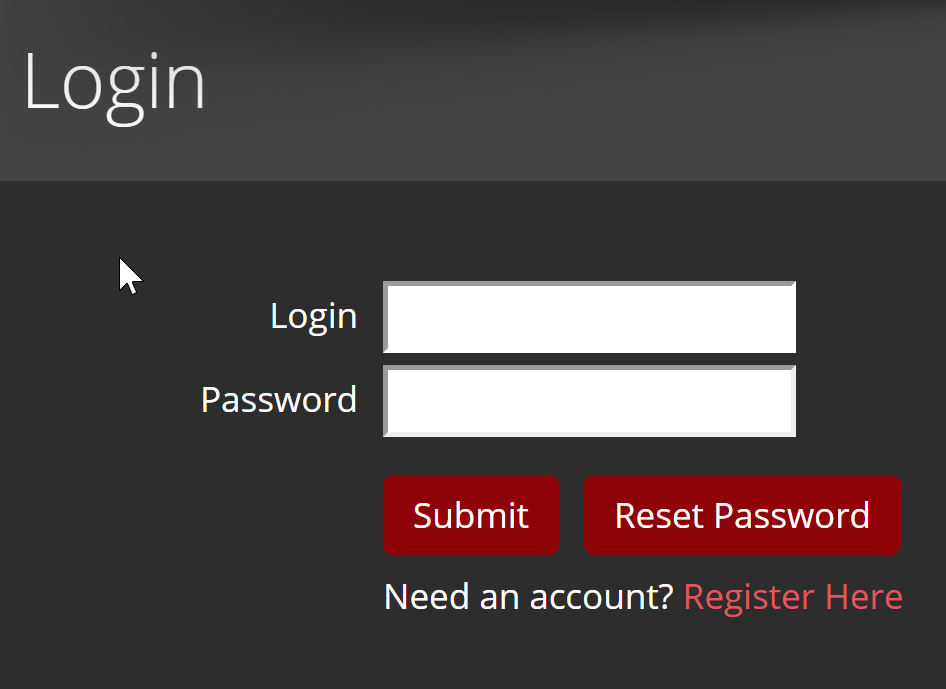 Login
Login
Password
Submit Reset Password
Need an account? Register Here